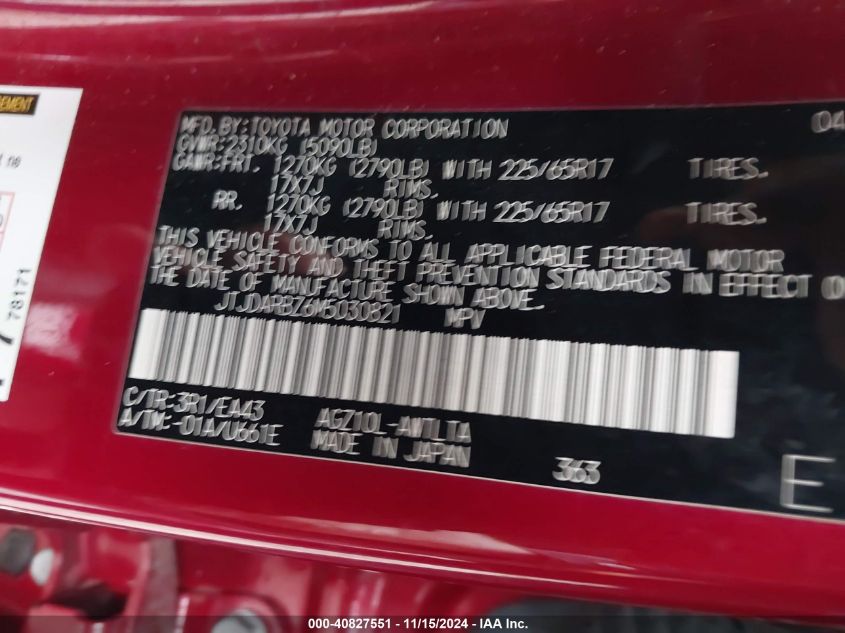 EMENT
78171
MFD. BY:TOYOTA MOTOR CORPORATION 04
GVWR:2310KG (5090LB)
GAWR:FRT. 1270KG (2790LB) WITH 225/65R17 TIRES.
17X7J RIMS.
RR. 1270KG (2790LB) WITH 225/65R17 TIRES.
17X7J RIMS.
THIS VEHICLE CONFORMS TO ALL APPLICABLE FEDERAL MOTOR
VEHICLE SAFETY AND THEFT PREVENTION STANDARDS IN EFFECT O
THE DATE OF MANUFACTURE SHOWN ABOVE.
JTJDARBZ6M5030821 MPV
C/TR:3R1/EA43 AGZ10L-AWTLTA
A/TM:-01A/U661E MADE IN JAPAN
363
E
000-40827551 - 11/15/2024 - IAA Inc.